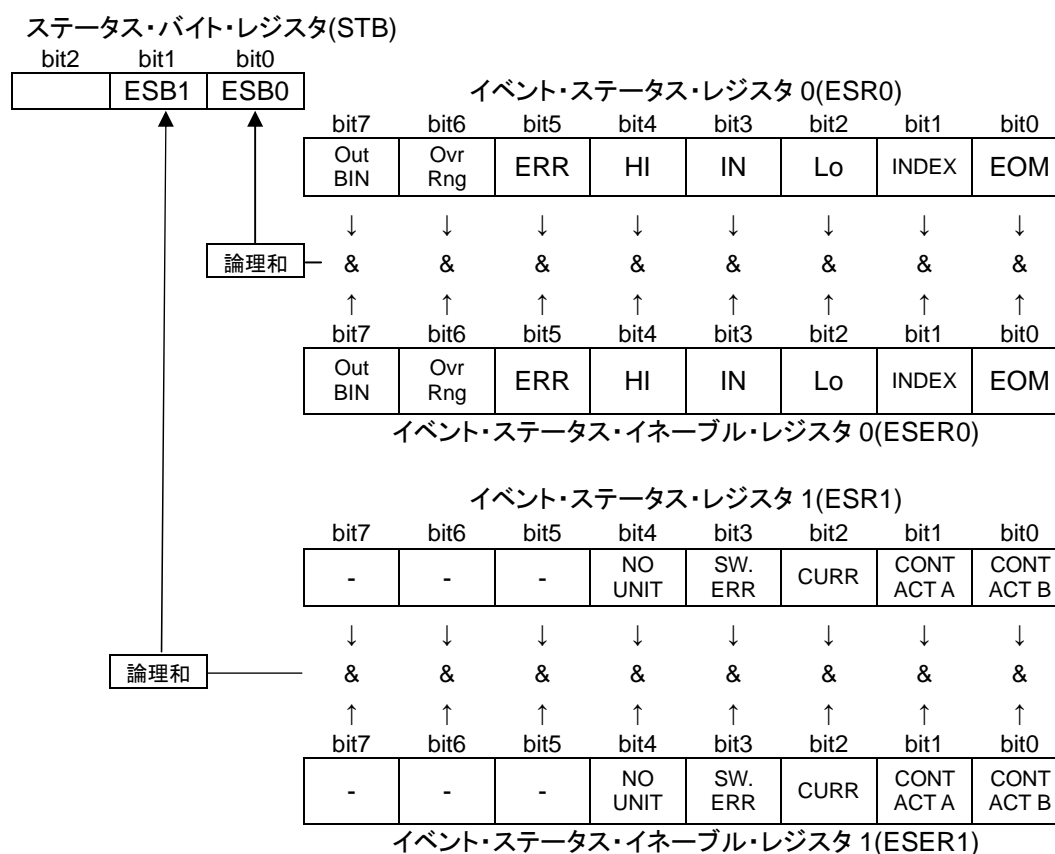 ステータス・バイト・レジスタ(STB)
bit2 bit1 bit0
ESB1 ESB0
イベント・ステータス・レジスタ 0(ESR0)
bit7 bit6 bit5 bit4 bit3 bit2 bit1 bit0
Out BIN Ovr Rng ERR HI IN Lo INDEX EOM
↓ ↓ ↓ ↓ ↓ ↓ ↓ ↓
論理和 & & & & & & & &
↑ ↑ ↑ ↑ ↑ ↑ ↑ ↑
bit7 bit6 bit5 bit4 bit3 bit2 bit1 bit0
Out BIN Ovr Rng ERR HI IN Lo INDEX EOM
イベント・ステータス・イネーブル・レジスタ 0(ESER0)
イベント・ステータス・レジスタ 1(ESR1)
bit7 bit6 bit5 bit4 bit3 bit2 bit1 bit0
- - - NO UNIT SW. ERR CURR CONT ACT A CONT ACT B
↓ ↓ ↓ ↓ ↓ ↓ ↓ ↓
論理和 & & & & & & & &
↑ ↑ ↑ ↑ ↑ ↑ ↑ ↑
bit7 bit6 bit5 bit4 bit3 bit2 bit1 bit0
- - - NO UNIT SW. ERR CURR CONT ACT A CONT ACT B
イベント・ステータス・イネーブル・レジスタ 1(ESER1)